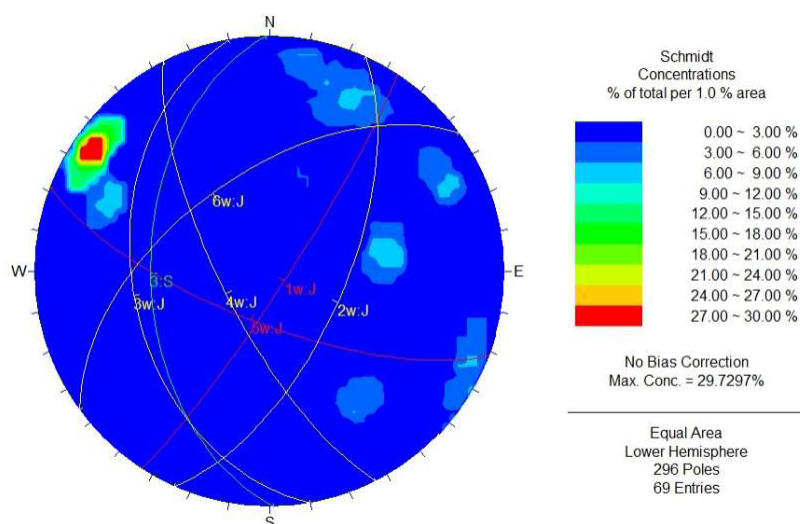 N
W
E
S
6w:J
3:S
3w:J
4w:J
1w:J
2w:J
5w:J
Schmidt
Concentrations
% of total per 1.0 % area
0.00 ~ 3.00 %
3.00 ~ 6.00 %
6.00 ~ 9.00 %
9.00 ~ 12.00 %
12.00 ~ 15.00 %
15.00 ~ 18.00 %
18.00 ~ 21.00 %
21.00 ~ 24.00 %
24.00 ~ 27.00 %
27.00 ~ 30.00 %
No Bias Correction
Max. Conc. = 29.7297%
Equal Area
Lower Hemisphere
296 Poles
69 Entries